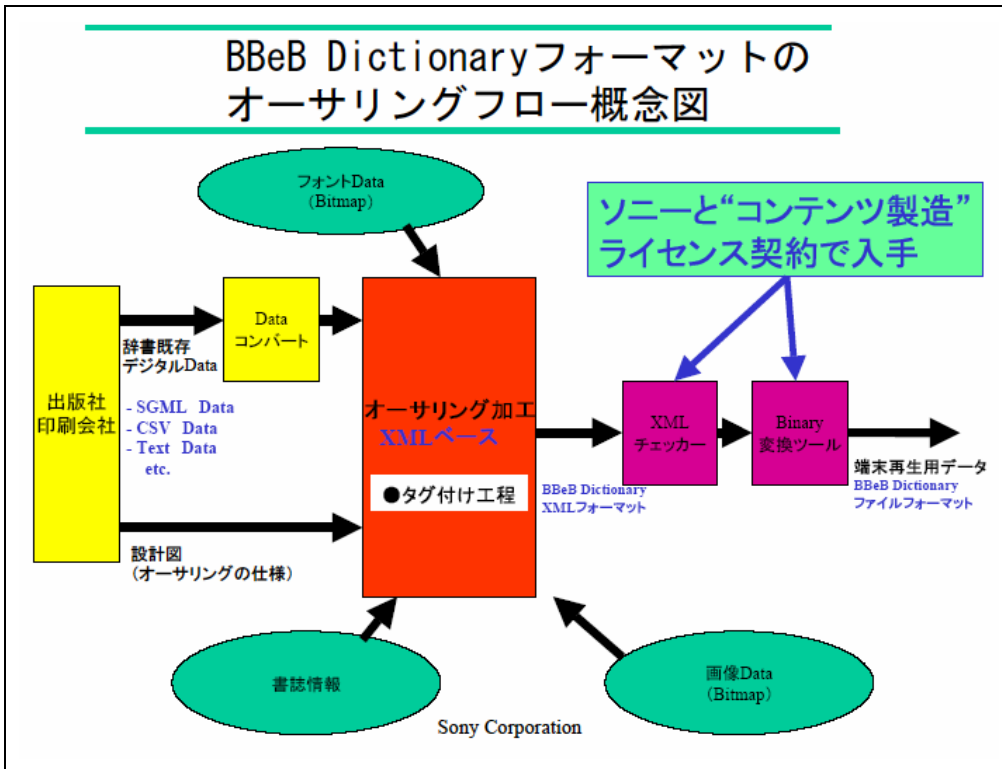 BBeB Dictionaryフォーマットの
オーサリングフロー概念図
フォントData
(Bitmap)
ソニーと“コンテンツ製造”
ライセンス契約で入手
出版社
印刷会社
辞書既存
デジタルData
- SGML Data
- CSV Data
- Text Data
etc.
Data
コンバート
設計図
(オーサリングの仕様)
オーサリング加工
XMLベース
●タグ付け工程
BBeB Dictionary
XMLフォーマット
XML
チェッカー
Binary
変換ツール
端末再生用データ
BBeB Dictionary
ファイルフォーマット
書誌情報
画像Data
(Bitmap)
Sony Corporation